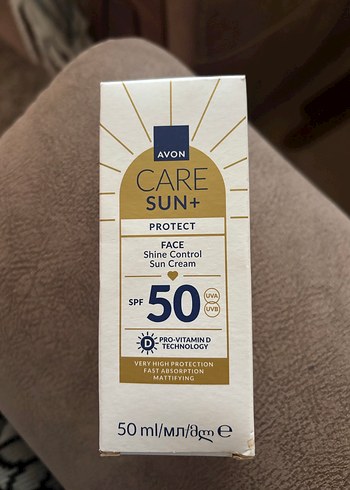 AVON
CARE
SUN+
PROTECT
FACE
Shine Control
Sun Cream
SPF 50 UVA UVB
D PRO-VITAMIN D
TECHNOLOGY
VERY HIGH PROTECTION
FAST ABSORPTION
MATTIFYING
50 ml/мл/მლ ℮